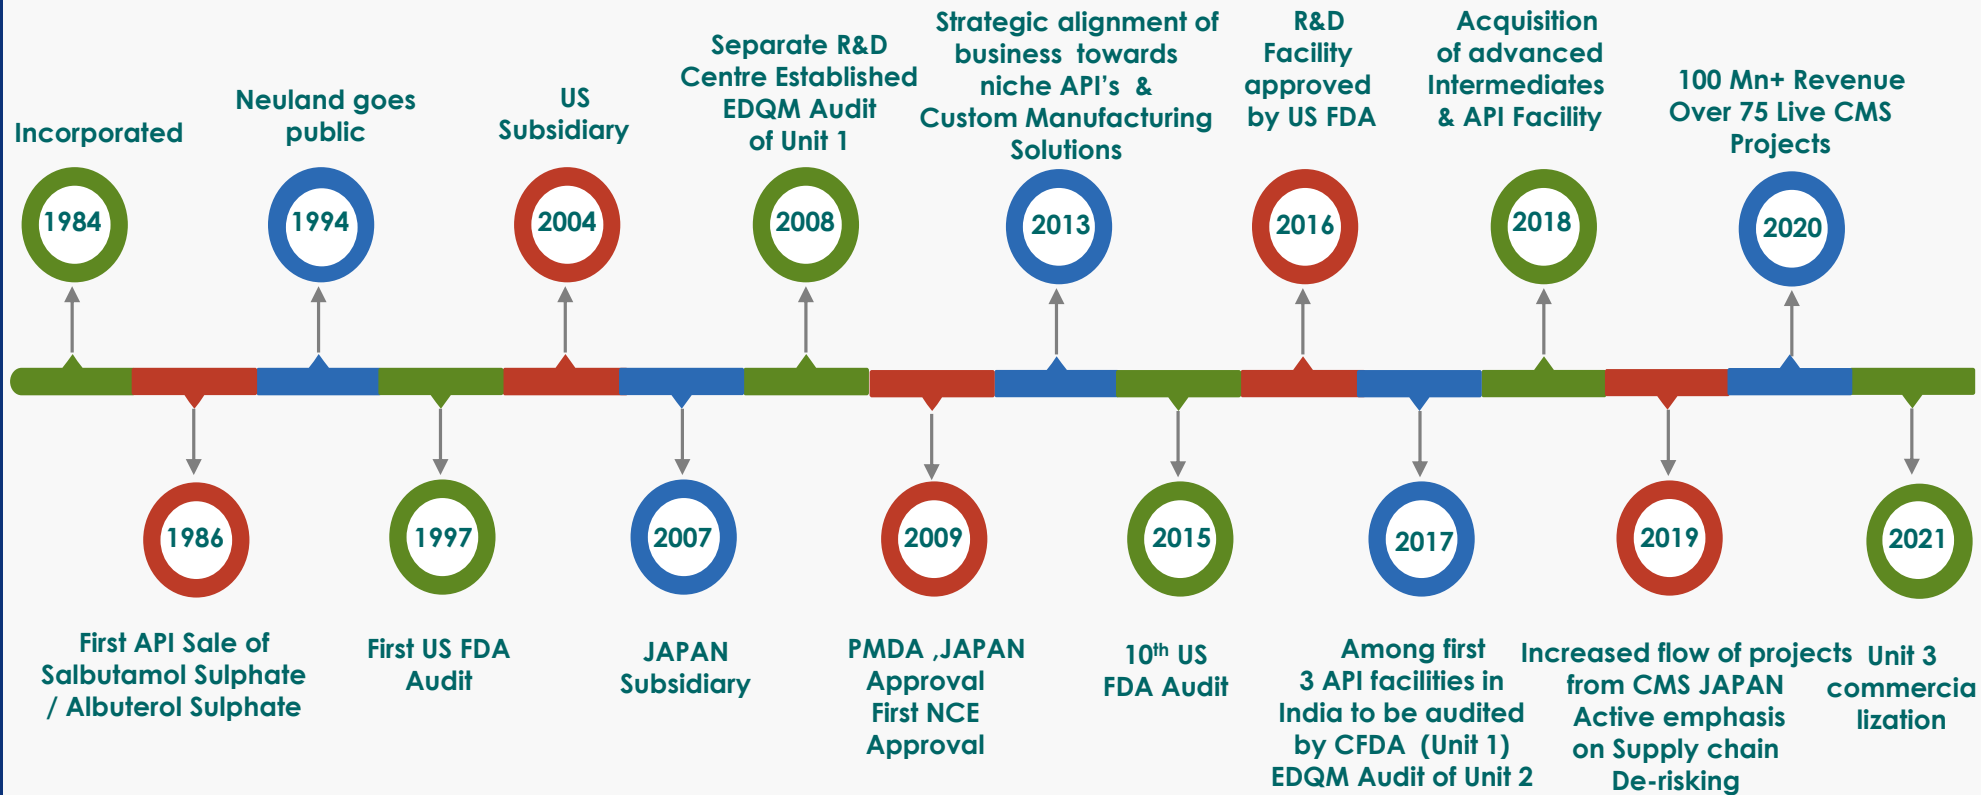 Incorporated
1984
Neuland goes
public
1994
US
Subsidiary
2004
Separate R&D
Centre Established
EDQM Audit
of Unit 1
2008
Strategic alignment of
business towards
niche API's &
Custom Manufacturing
Solutions
2013
R&D
Facility
approved
by US FDA
2016
Acquisition
of advanced
Intermediates
& API Facility
2018
100 Mn+ Revenue
Over 75 Live CMS
Projects
2020
1986
First API Sale of
Salbutamol Sulphate
/ Albuterol Sulphate
1997
First US FDA
Audit
2007
JAPAN
Subsidiary
2009
PMDA ,JAPAN
Approval
First NCE
Approval
2015
10th US
FDA Audit
2017
Among first
3 API facilities in
India to be audited
by CFDA (Unit 1)
EDQM Audit of Unit 2
2019
Increased flow of projects
from CMS JAPAN
Active emphasis
on Supply chain
De-risking
2021
Unit 3
commercia
lization